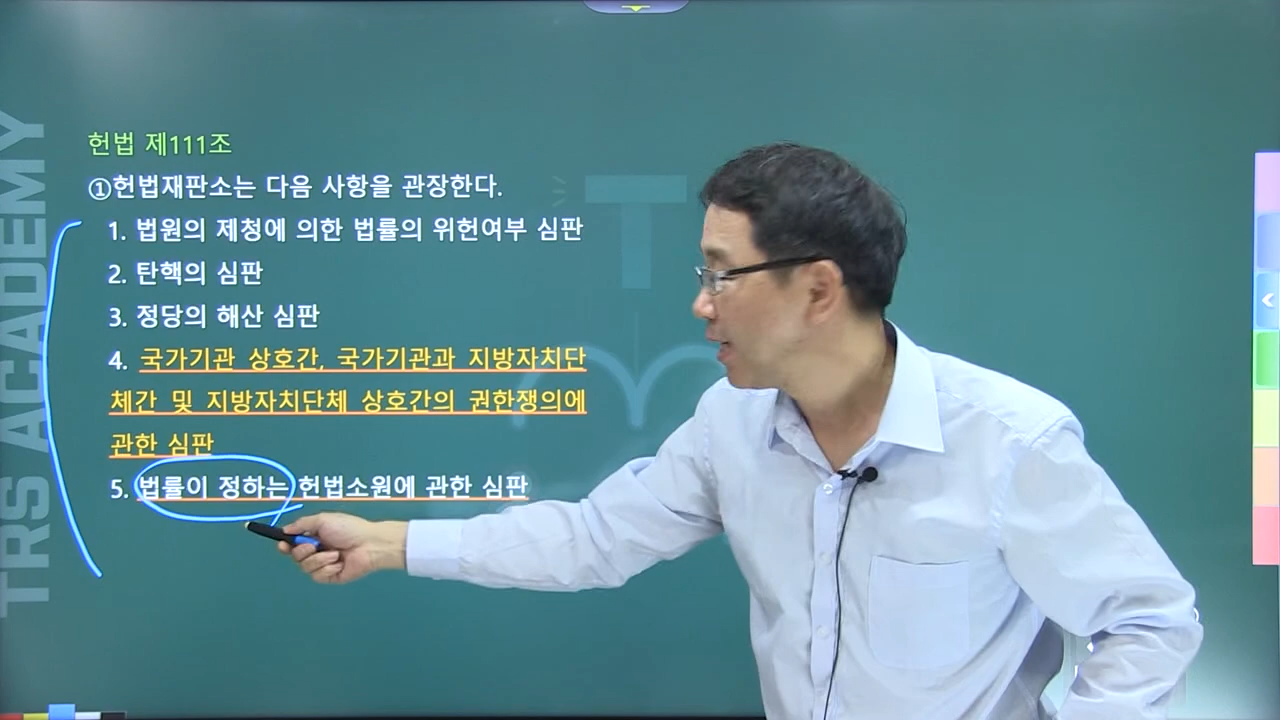 헌법 제111조
①헌법재판소는 다음 사항을 관장한다.
1. 법원의 제청에 의한 법률의 위헌여부 심판
2. 탄핵의 심판
3. 정당의 해산 심판
4. 국가기관 상호간, 국가기관과 지방자치단
체간 및 지방자치단체 상호간의 권한쟁의에
관한 심판
5. 법률이 정하는 헌법소원에 관한 심판
TRS ACADEMY